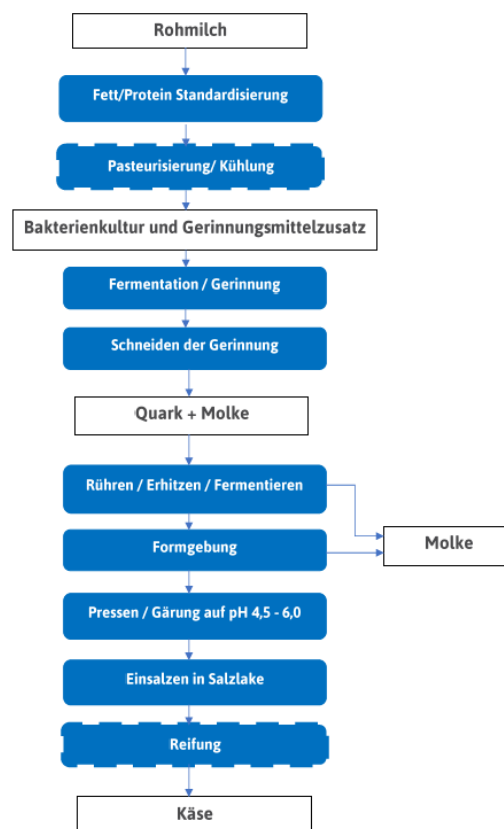 Rohmilch
Fett/Protein Standardisierung
Pasteurisierung/ Kühlung
Bakterienkultur und Gerinnungsmittelzusatz
Fermentation / Gerinnung
Schneiden der Gerinnung
Quark + Molke
Rühren / Erhitzen / Fermentieren
Formgebung
Molke
Pressen / Gärung auf pH 4,5 - 6,0
Einsalzen in Salzlake
Reifung
Käse